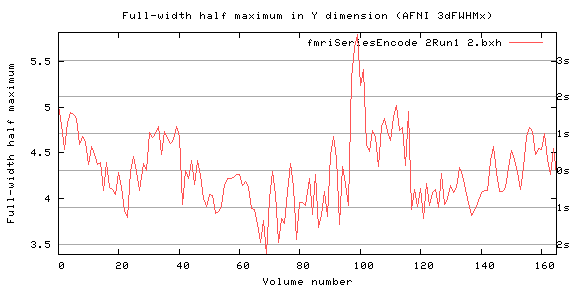 Full-width half maximum in Y dimension (AFNI 3dFWHMx)
fmriSeriesEncode 2Run1 2.bxh
Full-width half maximum
5.5
5
4.5
4
3.5
3s
2s
1s
0s
1s
2s
0 20 40 60 80 100 120 140 160
Volume number